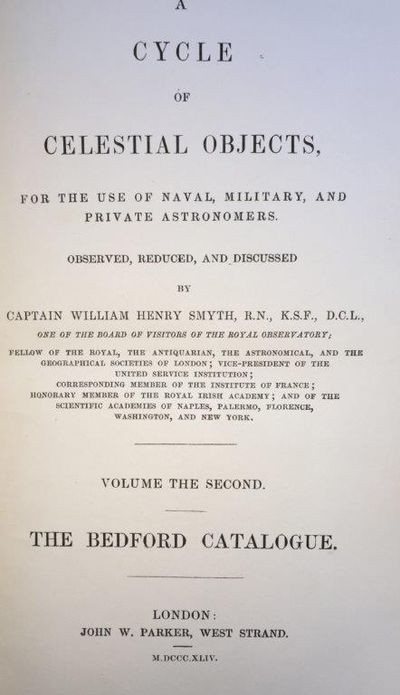 A
CYCLE
OF
CELESTIAL OBJECTS,
FOR THE USE OF NAVAL, MILITARY, AND
PRIVATE ASTRONOMERS.
OBSERVED, REDUCED, AND DISCUSSED
BY
CAPTAIN WILLIAM HENRY SMYTH, R.N., K.S.F., D.C.L.,
ONE OF THE BOARD OF VISITORS OF THE ROYAL OBSERVATORY;
FELLOW OF THE ROYAL, THE ANTIQUARIAN, THE ASTRONOMICAL, AND THE
GEOGRAPHICAL SOCIETIES OF LONDON; VICE-PRESIDENT OF THE
UNITED SERVICE INSTITUTION;
CORRESPONDING MEMBER OF THE INSTITUTE OF FRANCE;
HONORARY MEMBER OF THE ROYAL IRISH ACADEMY; AND OF THE
SCIENTIFIC ACADEMIES OF NAPLES, PALERMO, FLORENCE,
WASHINGTON, AND NEW YORK.
VOLUME THE SECOND.
THE BEDFORD CATALOGUE.
LONDON:
JOHN W. PARKER, WEST STRAND.
M.DCCC.XLIV.